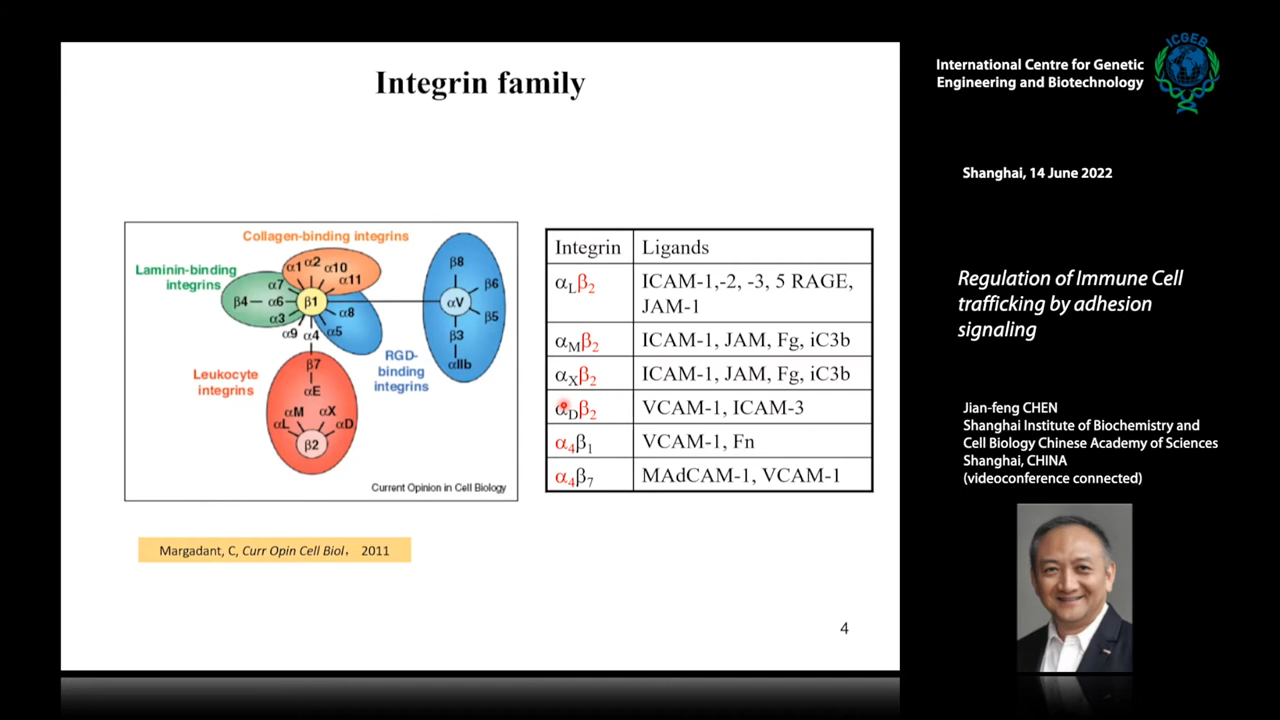 Integrin family
Collagen-binding integrins
Laminin-binding
integrins
α1 α2 α10
α11
α7
β4 α6 β1
α3
α8
α9 α4 α5
β8
β6
αV
β5
β3
αIIb
RGD-
binding
integrins
Leukocyte
integrins
β7
αE
αM αX
αL αD
β2
Current Opinion in Cell Biology
Integrin Ligands
αLβ2 ICAM-1,-2, -3, 5 RAGE,
JAM-1
αMβ2 ICAM-1, JAM, Fg, iC3b
αXβ2 ICAM-1, JAM, Fg, iC3b
αDβ2 VCAM-1, ICAM-3
α4β1 VCAM-1, Fn
α4β7 MAdCAM-1, VCAM-1
Margadant, C, Curr Opin Cell Biol， 2011
4
International Centre for Genetic
Engineering and Biotechnology
ICGEB
Shanghai, 14 June 2022
Regulation of Immune Cell
trafficking by adhesion
signaling
Jian-feng CHEN
Shanghai Institute of Biochemistry and
Cell Biology Chinese Academy of Sciences
Shanghai, CHINA
(videoconference connected)